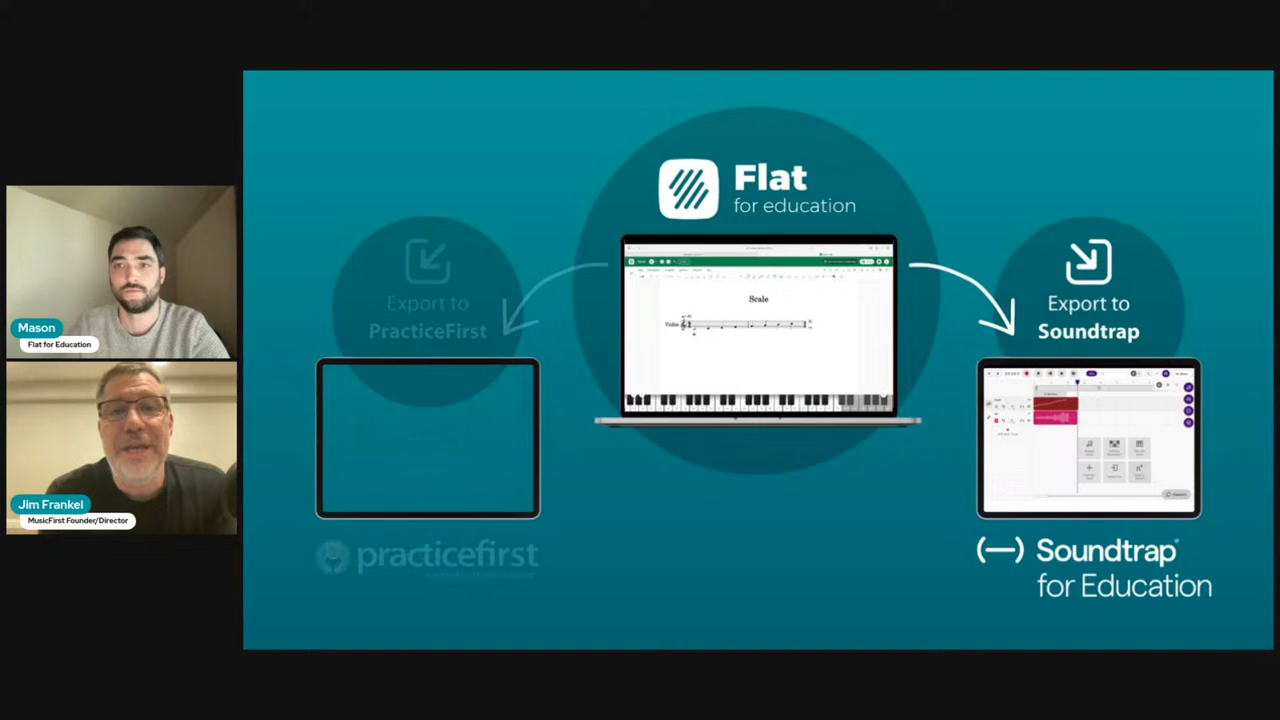 Flat
for education
Export to
PracticeFirst
Export to
Soundtrap
Scale
Violin
Mason
Flat for Education
Jim Frankel
MusicFirst Founder/Director
practicefirst
Soundtrap
for Education